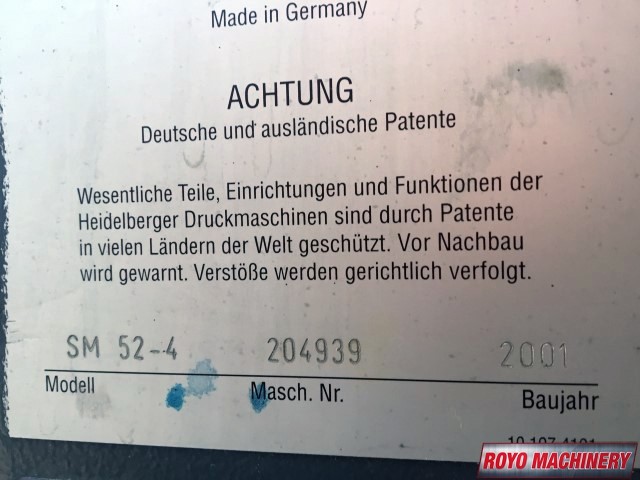 Made in Germany
ACHTUNG
Deutsche und ausländische Patente
Wesentliche Teile, Einrichtungen und Funktionen der
Heidelberger Druckmaschinen sind durch Patente
in vielen Ländern der Welt geschützt. Vor Nachbau
wird gewarnt. Verstöße werden gerichtlich verfolgt.
SM 52-4 204939 2001
Modell Masch. Nr. Baujahr
ROYO MACHINERY